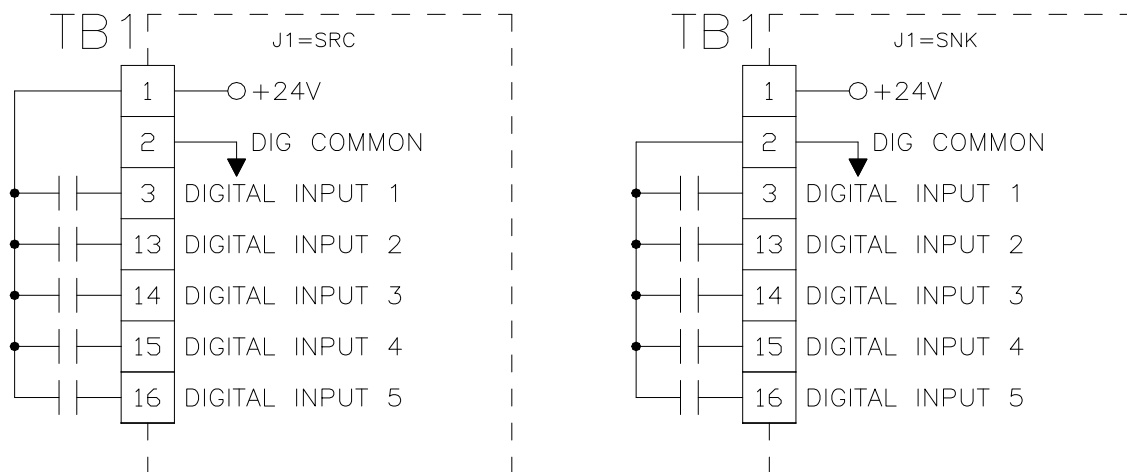 TB1
J1=SRC
1 +24V
2 DIG COMMON
3 DIGITAL INPUT 1
13 DIGITAL INPUT 2
14 DIGITAL INPUT 3
15 DIGITAL INPUT 4
16 DIGITAL INPUT 5
TB1
J1=SNK
1 +24V
2 DIG COMMON
3 DIGITAL INPUT 1
13 DIGITAL INPUT 2
14 DIGITAL INPUT 3
15 DIGITAL INPUT 4
16 DIGITAL INPUT 5